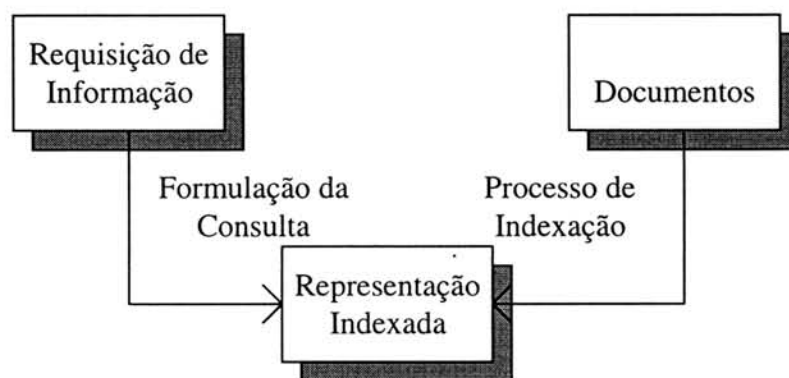 Requisição de
Informação
Documentos
Formulação da
Consulta
Processo de
Indexação
Representação
Indexada